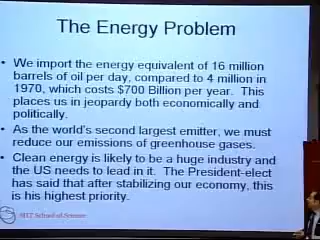 The Energy Problem
• We import the energy equivalent of 16 million
barrels of oil per day, compared to 4 million in
1970, which costs $700 Billion per year. This
places us in jeopardy both economically and
politically.
• As the world's second largest emitter, we must
reduce our emissions of greenhouse gases.
• Clean energy is likely to be a huge industry and
the US needs to lead in it. The President-elect
has said that after stabilizing our economy, this
is his highest priority.
MIT School of Science